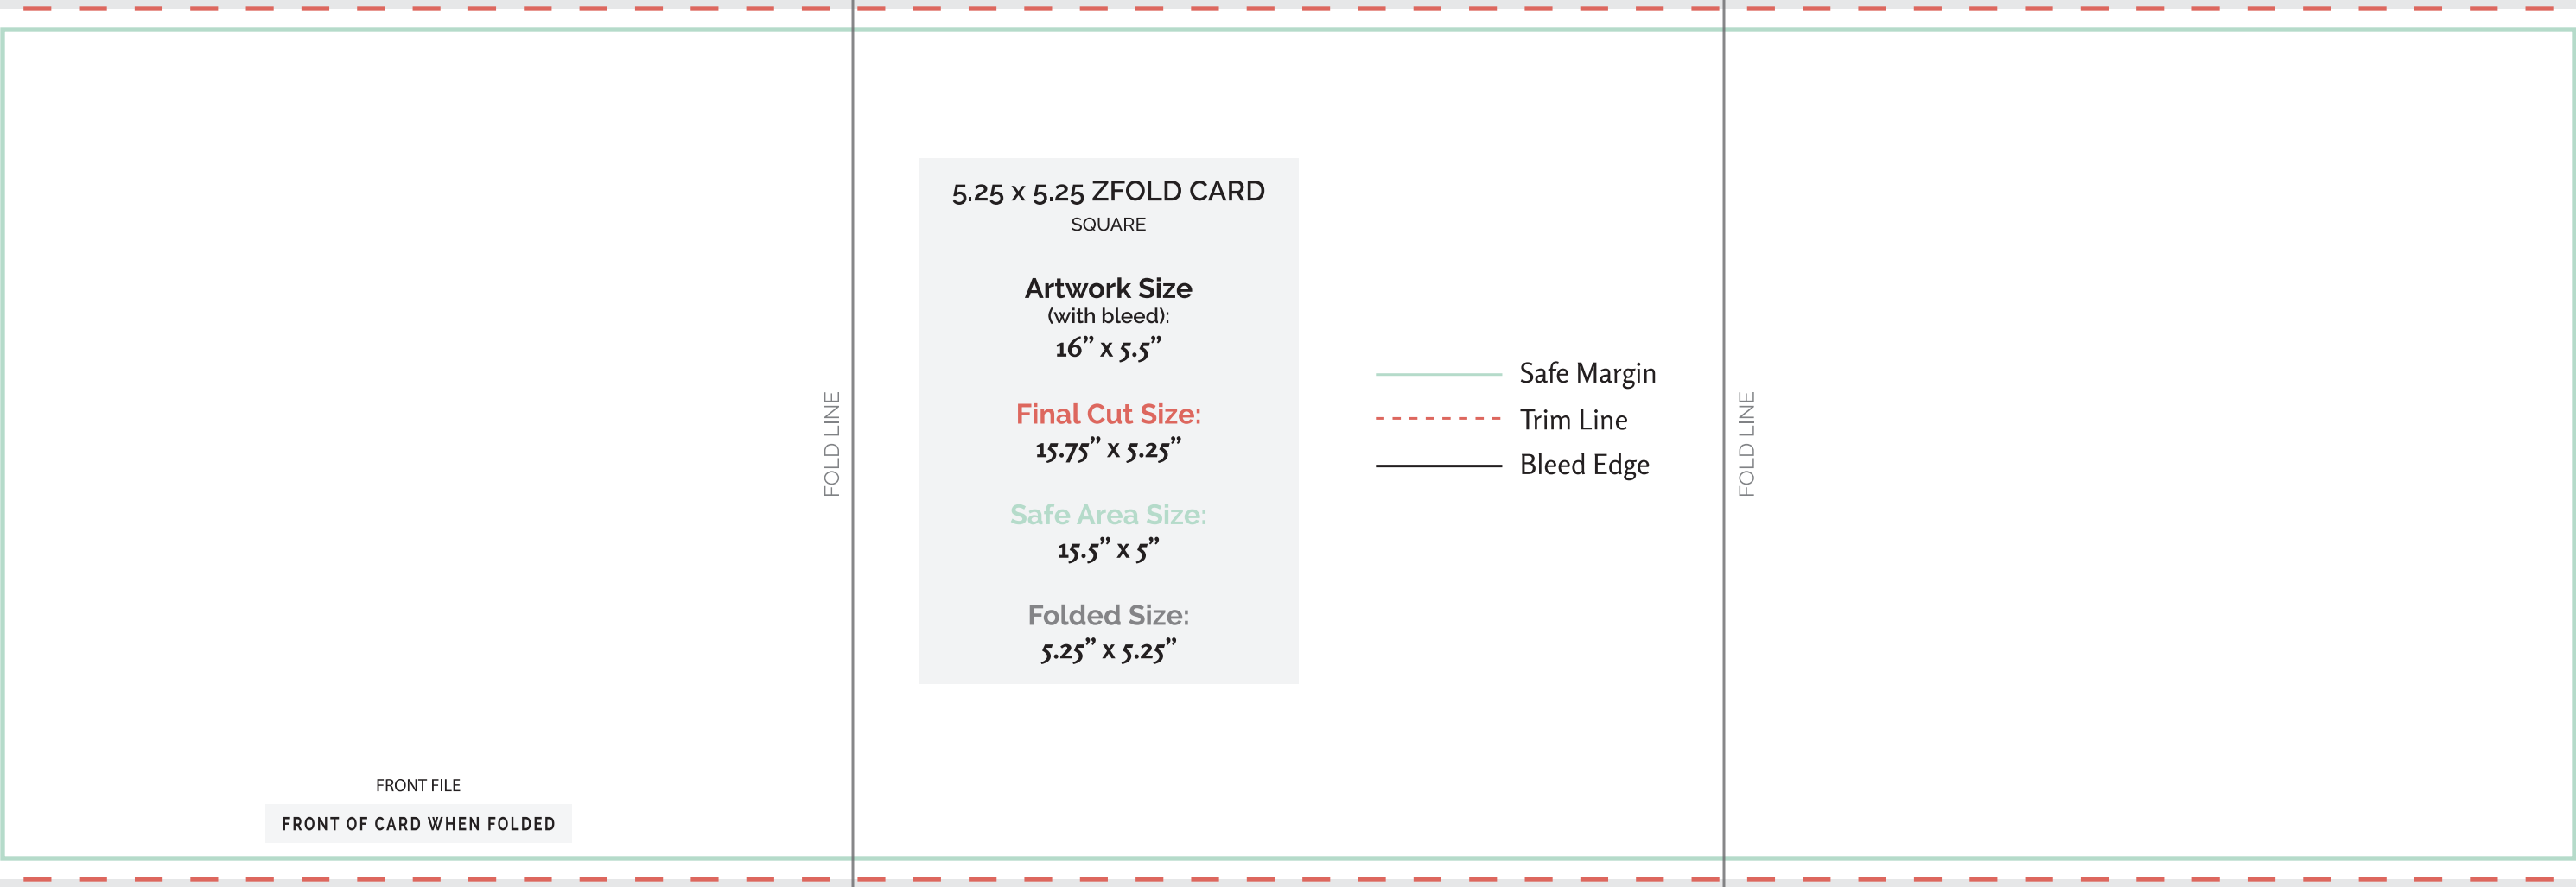 FRONT FILE
FRONT OF CARD WHEN FOLDED
FOLD LINE
5.25 x 5.25 ZFOLD CARD
SQUARE
Artwork Size
(with bleed):
16” x 5.5”
Final Cut Size:
15.75” x 5.25”
Safe Area Size:
15.5” x 5”
Folded Size:
5.25” x 5.25”
Safe Margin
Trim Line
Bleed Edge
FOLD LINE